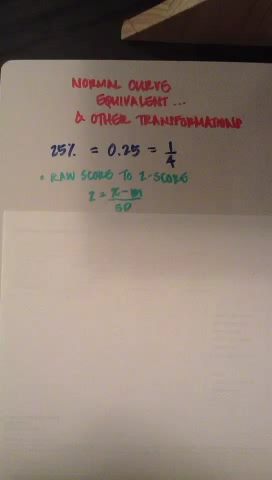 NORMAL CURVE
EQUIVALENT ...
& OTHER TRANSFORMATIONS
25% = 0.25 = 1/4
* RAW SCORE TO Z-SCORE
Z = X-M/SD